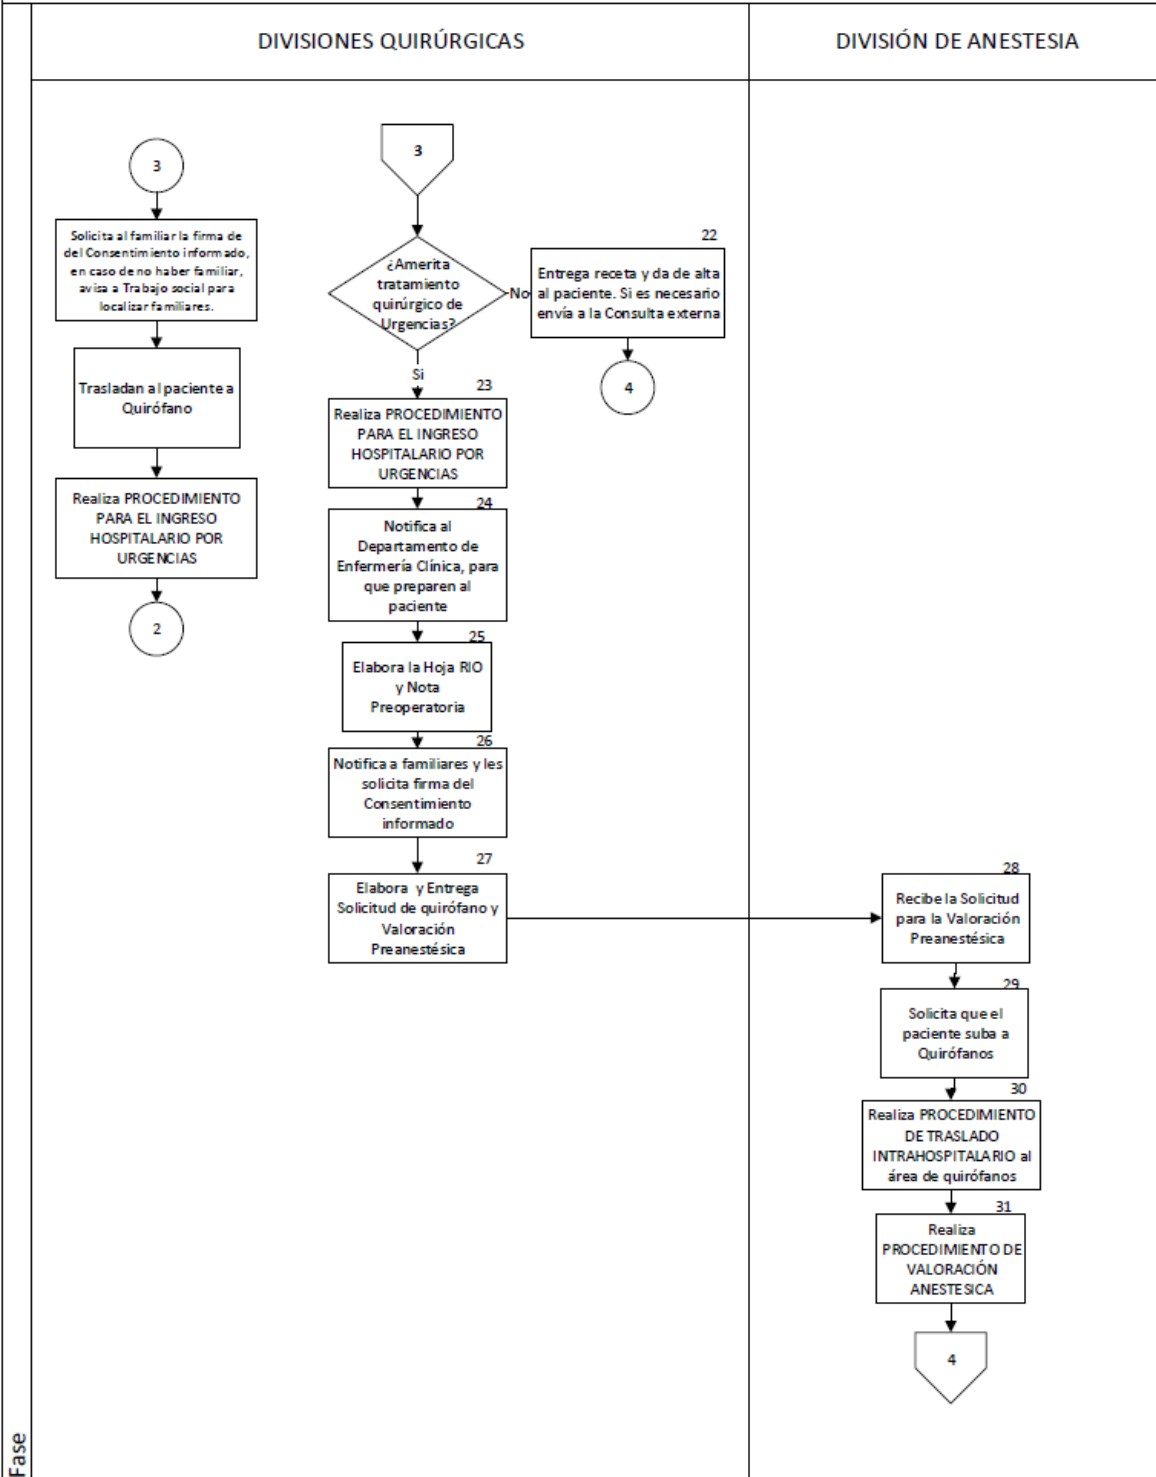 DIVISIONES QUIRÚRGICAS
DIVISIÓN DE ANESTESIA
3
Solicita al familiar la firma de
del Consentimiento informado,
en caso de no haber familiar,
avisa a Trabajo social para
localizar familiares.
Trasladan al paciente a
Quirófano
Realiza PROCEDIMIENTO
PARA EL INGRESO
HOSPITALARIO POR
URGENCIAS
2
3
¿Amerita
tratamiento
quirúrgico de
Urgencias?
No
22
Entrega receta y da de alta
al paciente. Si es necesario
envía a la Consulta externa
4
Si
23
Realiza PROCEDIMIENTO
PARA EL INGRESO
HOSPITALARIO POR
URGENCIAS
24
Notifica al
Departamento de
Enfermería Clínica, para
que preparen al
paciente
25
Elabora la Hoja RIO
y Nota
Preoperatoria
26
Notifica a familiares y les
solicita firma del
Consentimiento
informado
27
Elabora y Entrega
Solicitud de quirófano y
Valoración
Preanestésica
28
Recibe la Solicitud
para la Valoración
Preanestésica
29
Solicita que el
paciente suba a
Quirófanos
30
Realiza PROCEDIMIENTO
DE TRASLADO
INTRAHOSPITALARIO al
área de quirófanos
31
Realiza
PROCEDIMIENTO DE
VALORACIÓN
ANESTESICA
4
Fase